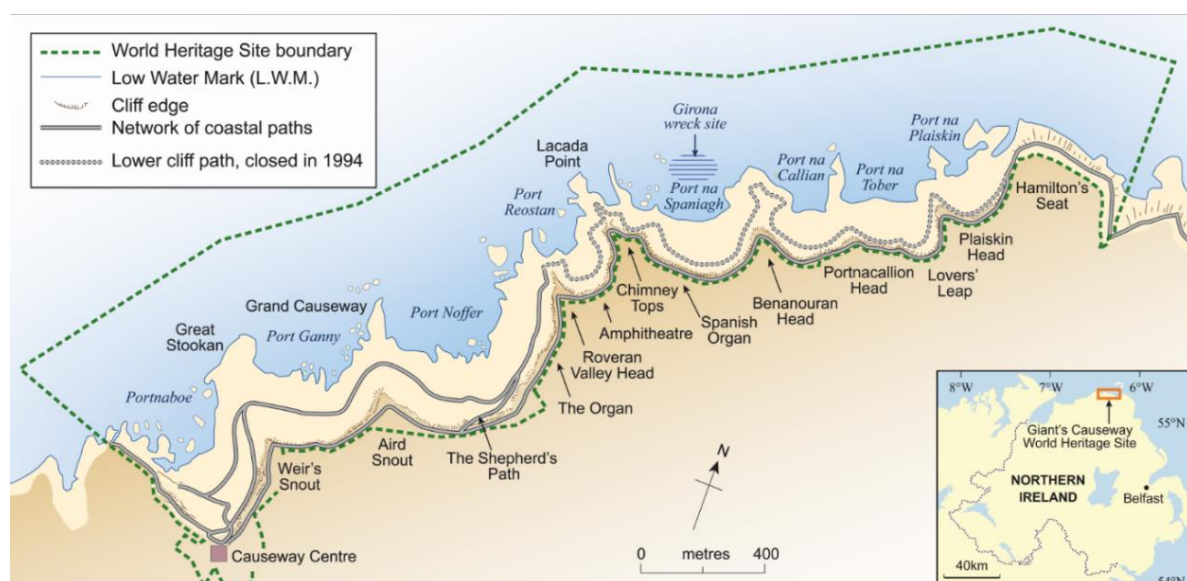 World Heritage Site boundary
Low Water Mark (L.W.M.)
Cliff edge
Network of coastal paths
Lower cliff path, closed in 1994
Portnaboe
Great
Stookan
Port Ganny
Grand Causeway
Port Noffer
Port
Reostan
Lacada
Point
Girona
wreck site
Port na
Spaniagh
Port na
Callian
Port na
Tober
Port na
Plaiskin
Hamilton's
Seat
Plaiskin
Head
Lovers'
Leap
Portnacallion
Head
Benanouran
Head
Spanish
Organ
Chimney
Tops
Amphitheatre
Roveran
Valley Head
The Organ
The Shepherd's
Path
Aird
Snout
Weir's
Snout
Causeway Centre
N
0 metres 400
8°W 7°W 6°W
55°N
Giant's Causeway
World Heritage Site
NORTHERN
IRELAND
Belfast
40km
54°N